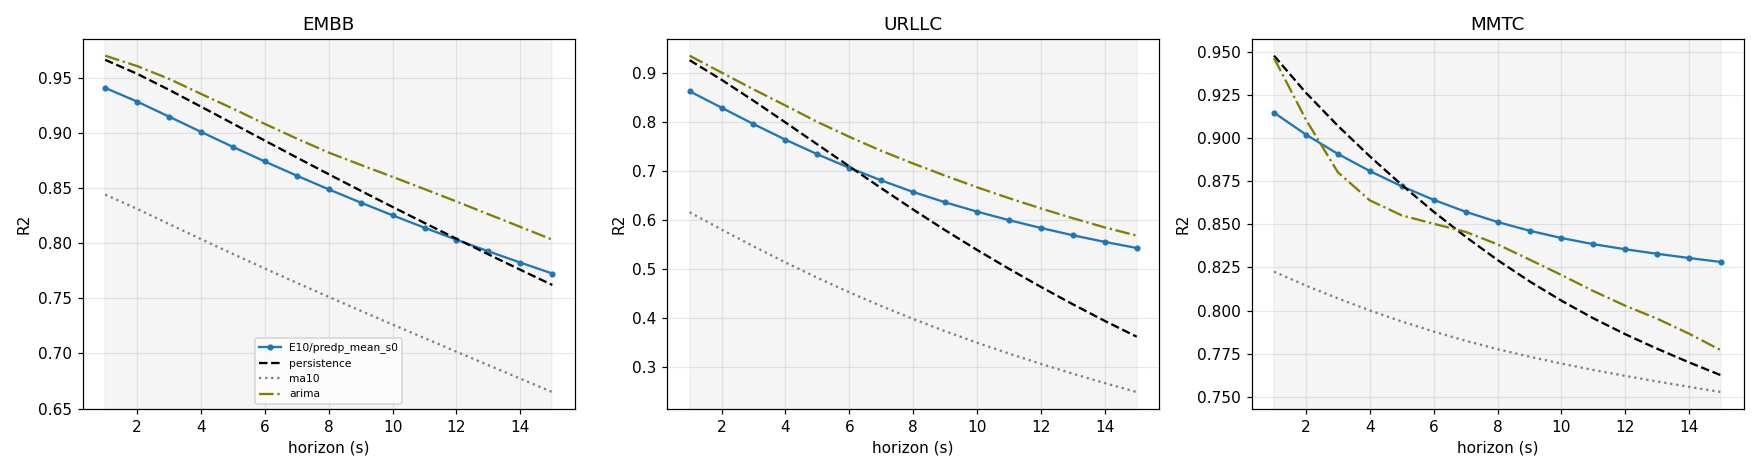 EMBB
R2
0.95
0.90
0.85
0.80
0.75
0.70
0.65
2 4 6 8 10 12 14
horizon (s)
E10/predp_mean_s0
persistence
ma10
arima
URLLC
R2
0.9
0.8
0.7
0.6
0.5
0.4
0.3
2 4 6 8 10 12 14
horizon (s)
MMTC
R2
0.950
0.925
0.900
0.875
0.850
0.825
0.800
0.775
0.750
2 4 6 8 10 12 14
horizon (s)